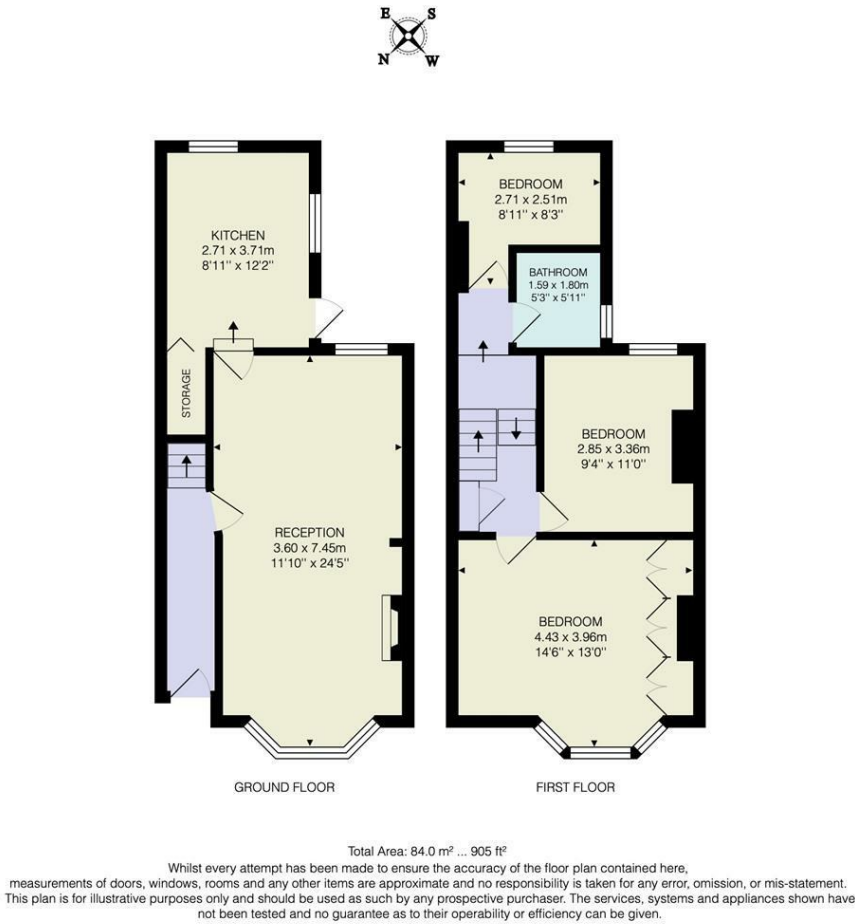 E S
N W
KITCHEN
2.71 x 3.71m
8'11'' x 12'2''
STORAGE
RECEPTION
3.60 x 7.45m
11'10'' x 24'5''
GROUND FLOOR
BEDROOM
2.71 x 2.51m
8'11'' x 8'3''
BATHROOM
1.59 x 1.80m
5'3'' x 5'11''
BEDROOM
2.85 x 3.36m
9'4'' x 11'0''
BEDROOM
4.43 x 3.96m
14'6'' x 13'0''
FIRST FLOOR
Total Area: 84.0 m² ... 905 ft²
Whilst every attempt has been made to ensure the accuracy of the floor plan contained here,
measurements of doors, windows, rooms and any other items are approximate and no responsibility is taken for any error, omission, or mis-statement.
This plan is for illustrative purposes only and should be used as such by any prospective purchaser. The services, systems and appliances shown have
not been tested and no guarantee as to their operability or efficiency can be given.